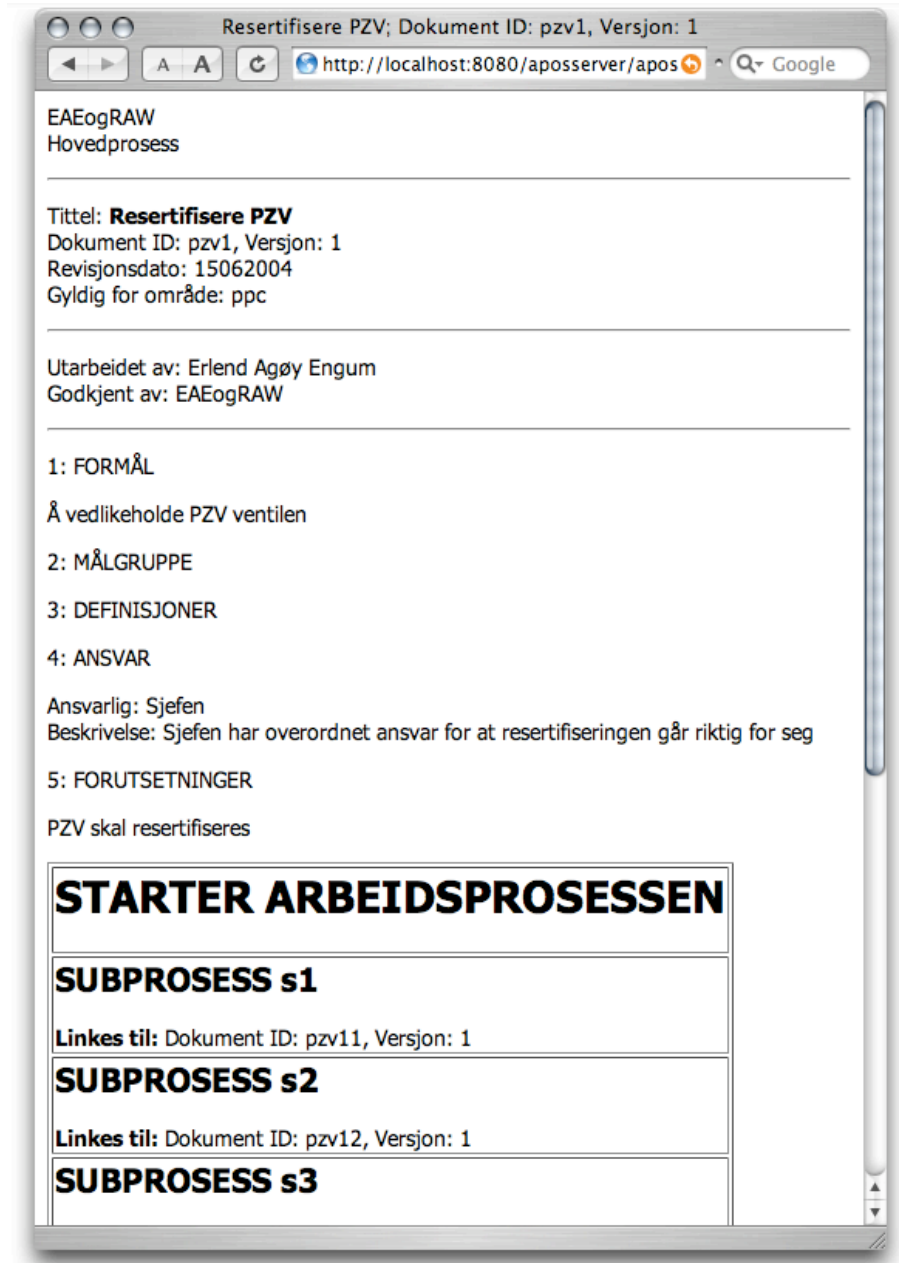 Resertifisere PZV; Dokument ID: pzv1, Versjon: 1
A A http://localhost:8080/aposserver/apos Google
EAEogRAW
Hovedprosess
Tittel: Resertifisere PZV
Dokument ID: pzv1, Versjon: 1
Revisjonsdato: 15062004
Gyldig for område: ppc
Utarbeidet av: Erlend Agøy Engum
Godkjent av: EAEogRAW
1: FORMÅL
Å vedlikeholde PZV ventilen
2: MÅLGRUPPE
3: DEFINISJONER
4: ANSVAR
Ansvarlig: Sjefen
Beskrivelse: Sjefen har overordnet ansvar for at resertifiseringen går riktig for seg
5: FORUTSETNINGER
PZV skal resertifiseres
STARTER ARBEIDSPROSESSEN
SUBPROSESS s1
Linkes til: Dokument ID: pzv11, Versjon: 1
SUBPROSESS s2
Linkes til: Dokument ID: pzv12, Versjon: 1
SUBPROSESS s3